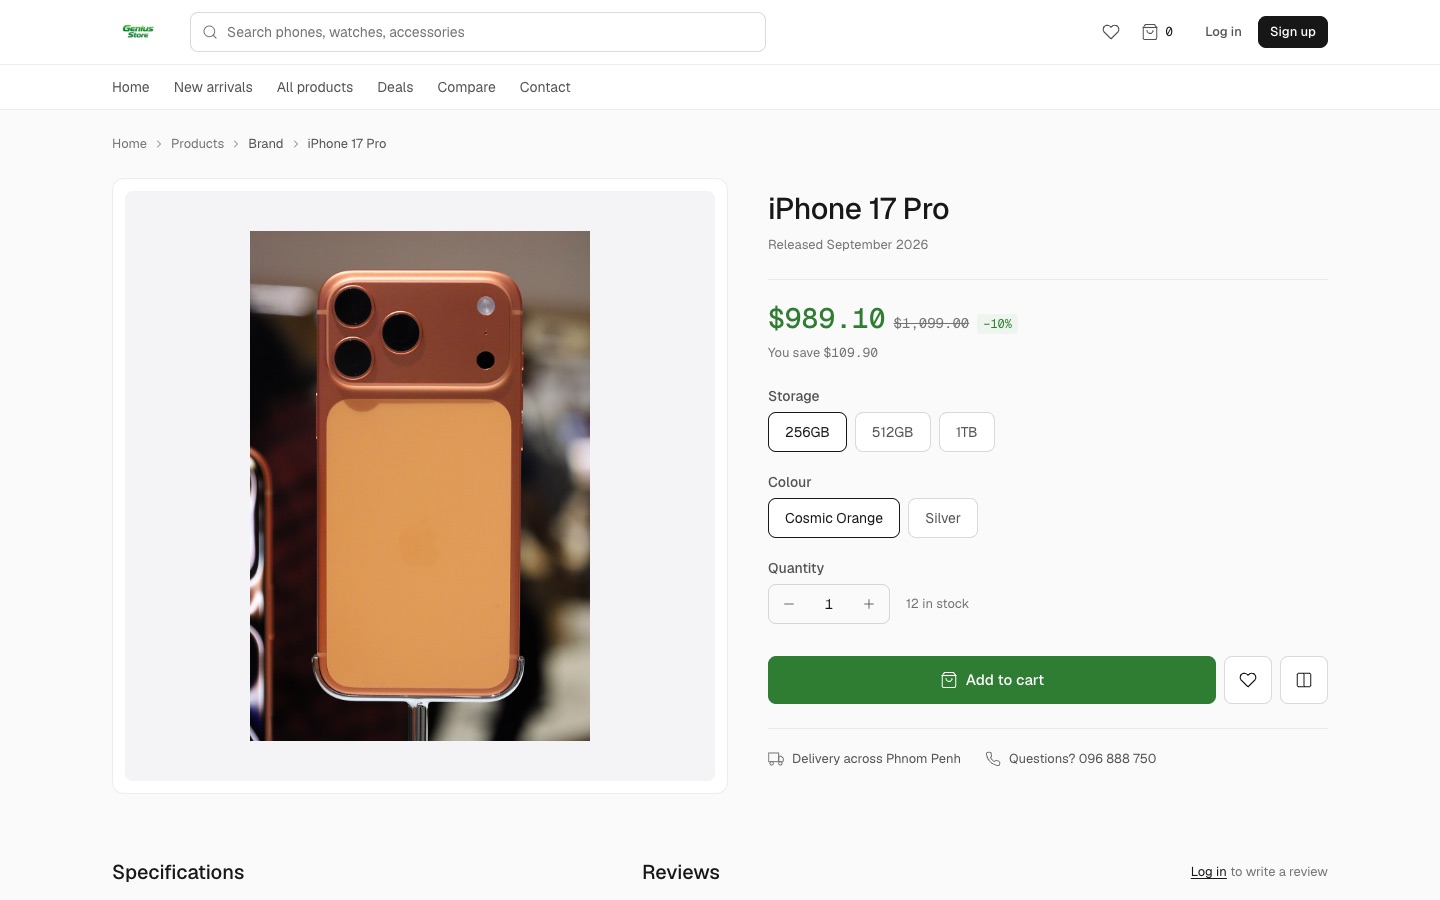 Genius
Store
Search phones, watches, accessories
0
Log in
Sign up
Home
New arrivals
All products
Deals
Compare
Contact
Home
Products
Brand
iPhone 17 Pro
iPhone 17 Pro
Released September 2026
$989.10 $1,099.00 -10%
You save $109.90
Storage
256GB
512GB
1TB
Colour
Cosmic Orange
Silver
Quantity
1
12 in stock
Add to cart
Delivery across Phnom Penh
Questions? 096 888 750
Specifications
Reviews
Log in to write a review